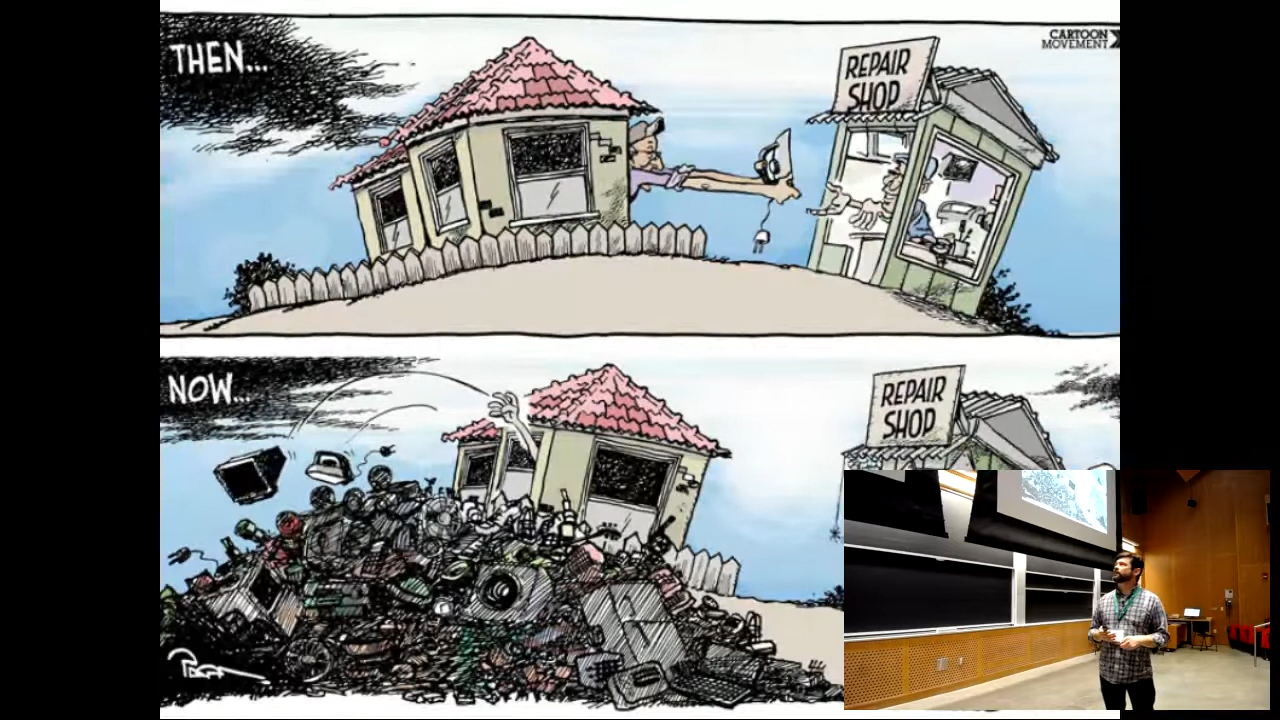 THEN...
CARTOON
MOVEMENT
REPAIR
SHOP
NOW...
REPAIR
SHOP